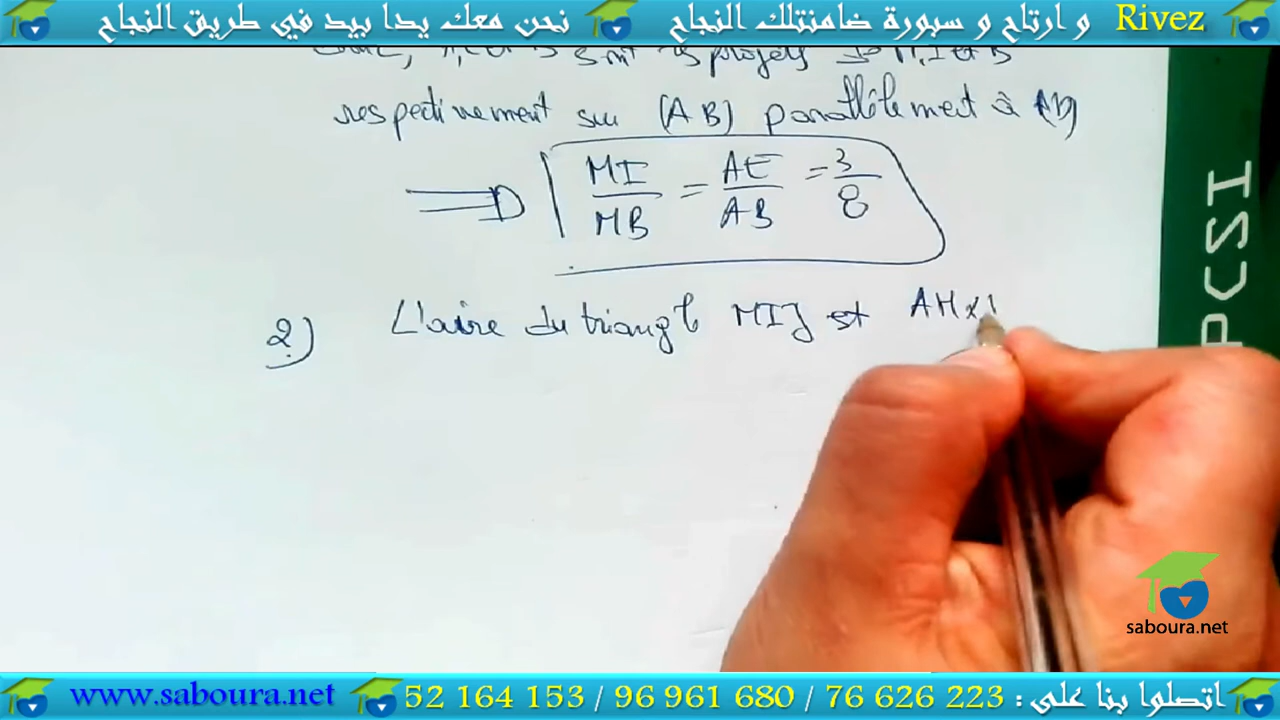 Rivez و ارتاح و سبورة ضامنتلك النجاح نحن معك يدا بيد في طريق النجاح
respectivement sur (AB) parallèlement à
MI/MB = AE/AB = 3/8
2) L'aire du triangle MIJ est AH x
PCSI
saboura.net
www.saboura.net 52 164 153 / 96 961 680 / 76 626 223 : اتصلوا بنا على